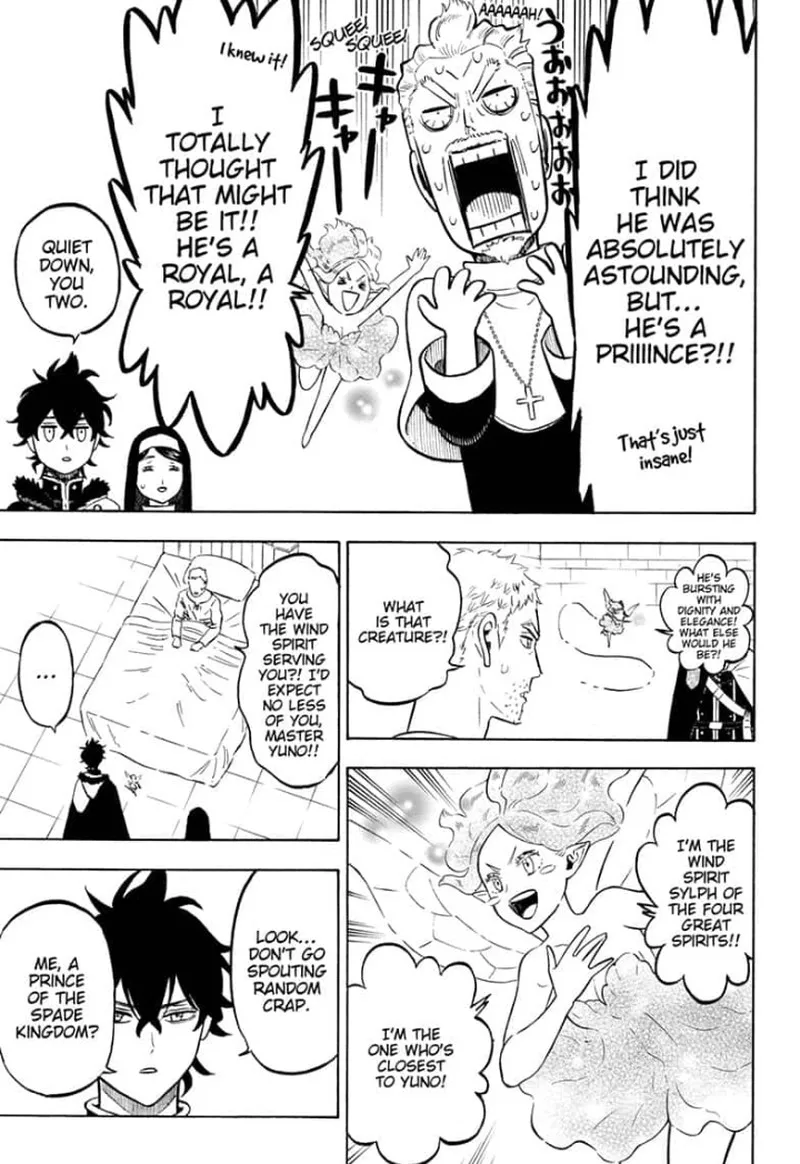 I DID
THINK
HE WAS
ABSOLUTELY
ASTOUNDING,
BUT...
HE'S A
PRIIIINCE?!!
That's just
insane!
AAAAAAH!
うおおおおお
SQUEE!
SQUEE!
キャー
キャー
I knew it!
I
TOTALLY
THOUGHT
THAT MIGHT
BE IT!!
HE'S A
ROYAL, A
ROYAL!!
QUIET
DOWN,
YOU
TWO.
HE'S
BURSTING
WITH
DIGNITY AND
ELEGANCE!
WHAT ELSE
WOULD HE
BE?!
WHAT
IS THAT
CREATURE?!
I'M THE
WIND
SPIRIT
SYLPH OF
THE FOUR
GREAT
SPIRITS!!
I'M THE
ONE WHO'S
CLOSEST
TO YUNO!
YOU
HAVE
THE WIND
SPIRIT
SERVING
YOU?! I'D
EXPECT
NO LESS
OF YOU,
MASTER
YUNO!!
...
LOOK...
DON'T GO
SPOUTING
RANDOM
CRAP.
ME, A
PRINCE
OF THE
SPADE
KINGDOM?